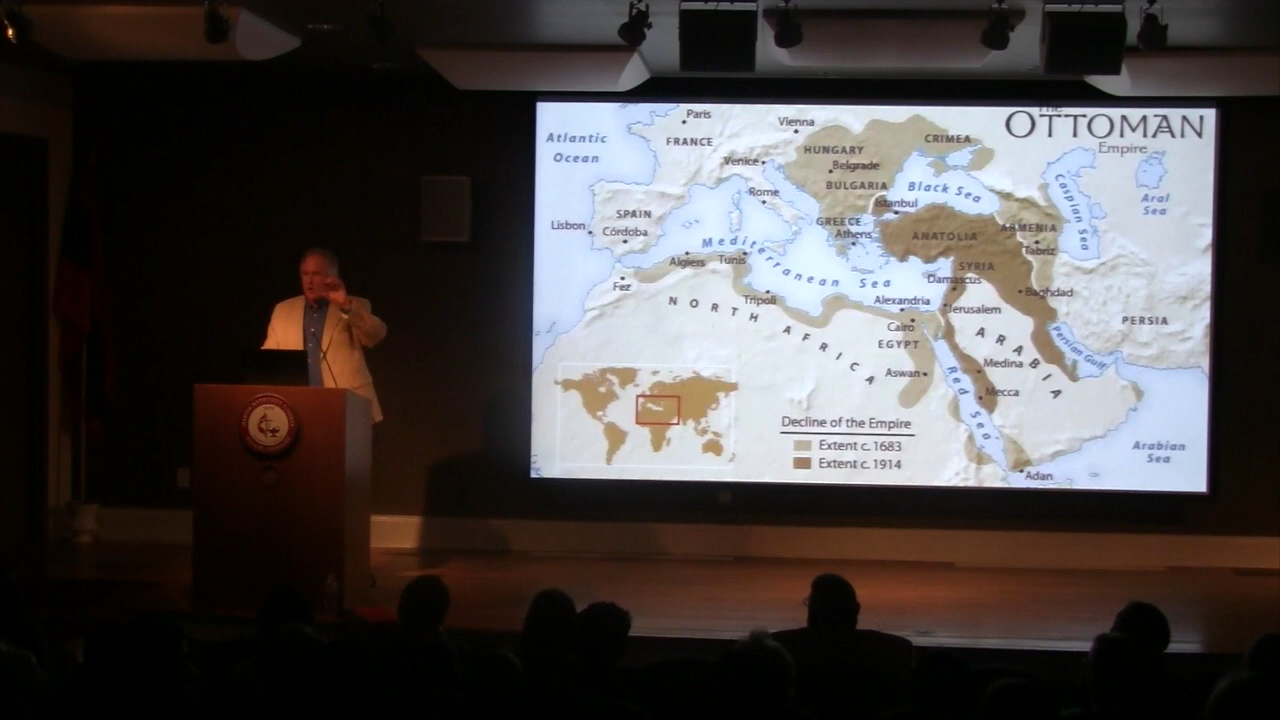 The
OTTOMAN
Empire
Atlantic
Ocean
Paris
FRANCE
Vienna
Venice
HUNGARY
Belgrade
CRIMEA
BULGARIA
Black Sea
Caspian Sea
Aral
Sea
Rome
Istanbul
Lisbon
SPAIN
Córdoba
GREECE
Athens
ANATOLIA
ARMENIA
Tabriz
Mediterranean Sea
Algiers
Tunis
SYRIA
Damascus
Fez
Tripoli
Alexandria
Jerusalem
Baghdad
NORTH AFRICA
Cairo
EGYPT
ARABIA
PERSIA
Persian Gulf
Aswan
Red Sea
Medina
Mecca
Decline of the Empire
Extent c. 1683
Extent c. 1914
Arabian
Sea
Adan